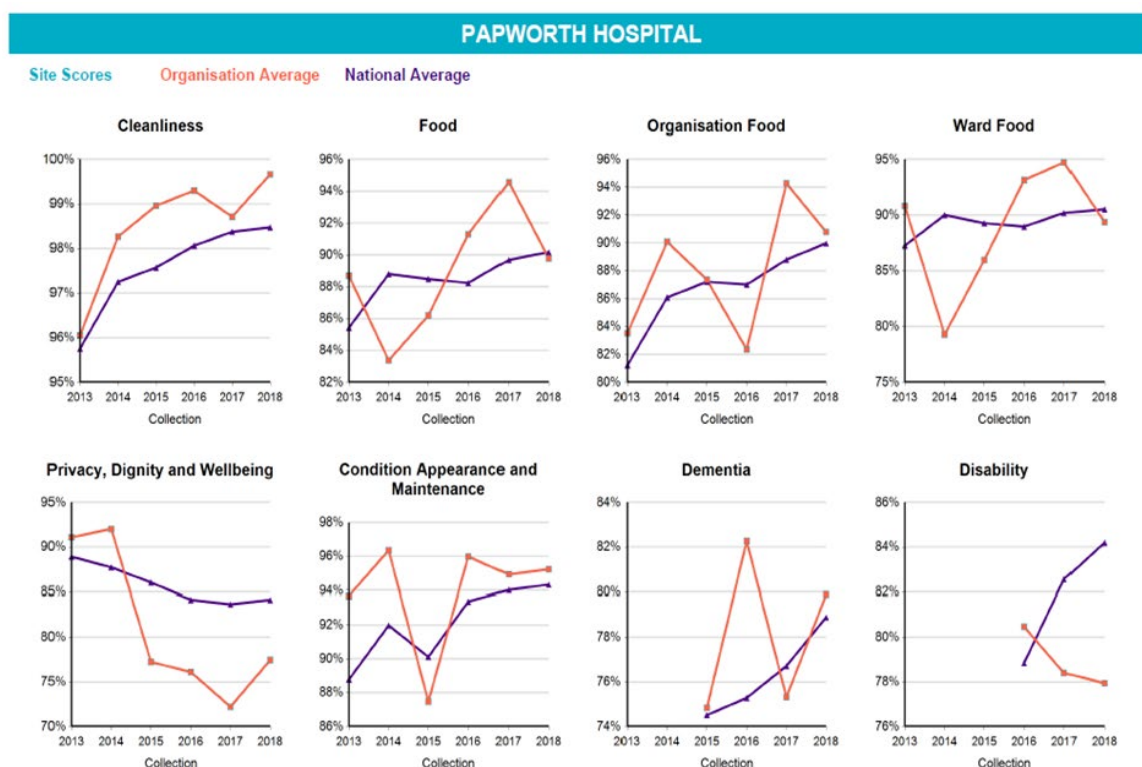 PAPWORTH HOSPITAL
Site Scores Organisation Average National Average
Cleanliness
100%
99%
98%
97%
96%
95%
2013 2014 2015 2016 2017 2018
Collection
Food
96%
94%
92%
90%
88%
86%
84%
82%
2013 2014 2015 2016 2017 2018
Collection
Organisation Food
96%
94%
92%
90%
88%
86%
84%
82%
80%
2013 2014 2015 2016 2017 2018
Collection
Ward Food
95%
90%
85%
80%
75%
2013 2014 2015 2016 2017 2018
Collection
Privacy, Dignity and Wellbeing
95%
90%
85%
80%
75%
70%
2013 2014 2015 2016 2017 2018
Collection
Condition Appearance and
Maintenance
98%
96%
94%
92%
90%
88%
86%
2013 2014 2015 2016 2017 2018
Collection
Dementia
84%
82%
80%
78%
76%
74%
2013 2014 2015 2016 2017 2018
Collection
Disability
86%
84%
82%
80%
78%
76%
2013 2014 2015 2016 2017 2018
Collection